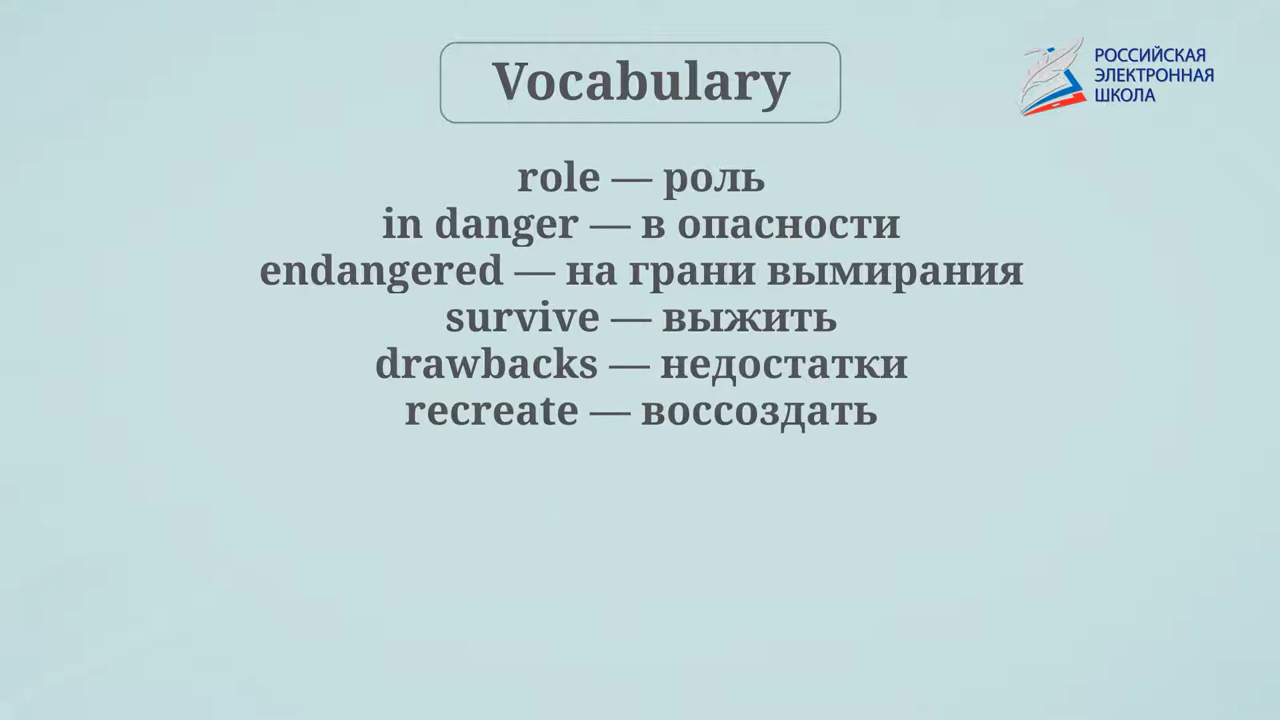 Vocabulary
РОССИЙСКАЯ
ЭЛЕКТРОННАЯ
ШКОЛА
role — роль
in danger — в опасности
endangered — на грани вымирания
survive — выжить
drawbacks — недостатки
recreate — воссоздать